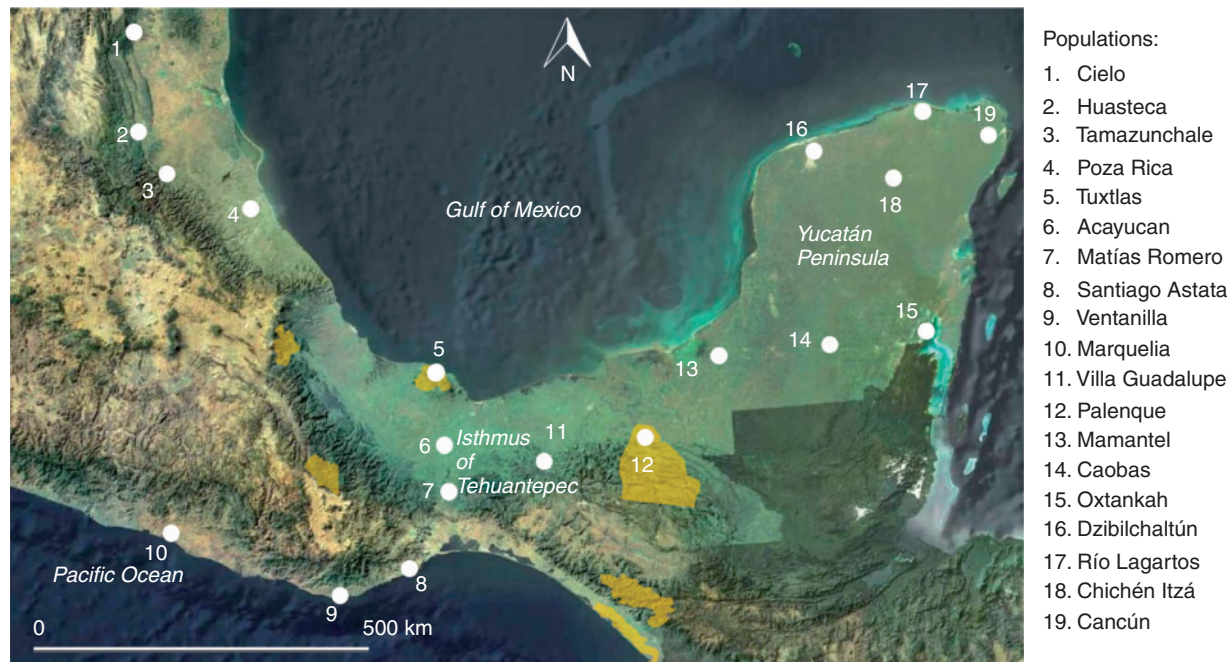 1
2
3
4
5
6
7
8
9
10
11
12
13
14
15
16
17
18
19
N
Gulf of Mexico
Yucatán
Peninsula
Isthmus
of
Tehuantepec
Pacific Ocean
0
500 km
Populations:
1. Cielo
2. Huasteca
3. Tamazunchale
4. Poza Rica
5. Tuxtlas
6. Acayucan
7. Matías Romero
8. Santiago Astata
9. Ventanilla
10. Marquelia
11. Villa Guadalupe
12. Palenque
13. Mamantel
14. Caobas
15. Oxtankah
16. Dzibilchaltún
17. Río Lagartos
18. Chichén Itzá
19. Cancún